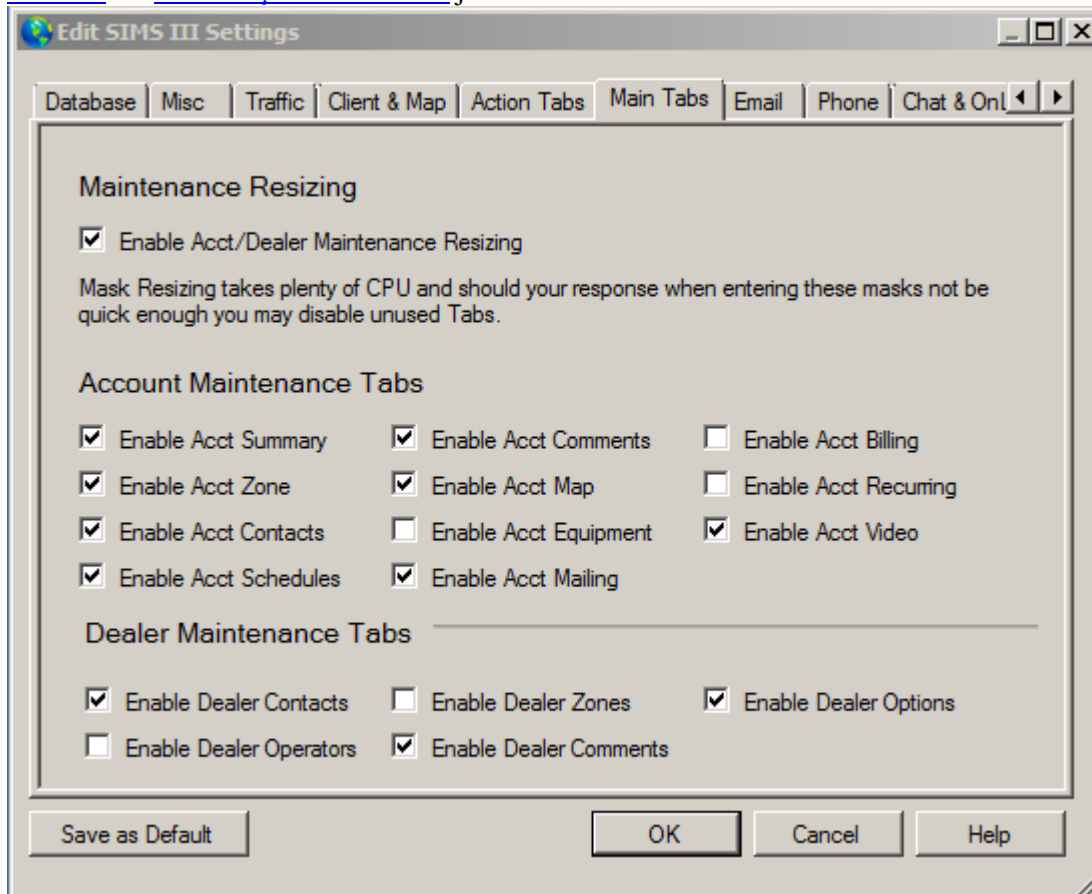 Edit SIMS III Settings
Database Misc Traffic Client & Map Action Tabs Main Tabs Email Phone Chat & OnL
Maintenance Resizing
Enable Acct/Dealer Maintenance Resizing
Mask Resizing takes plenty of CPU and should your response when entering these masks not be
quick enough you may disable unused Tabs.
Account Maintenance Tabs
Enable Acct Summary Enable Acct Comments Enable Acct Billing
Enable Acct Zone Enable Acct Map Enable Acct Recurring
Enable Acct Contacts Enable Acct Equipment Enable Acct Video
Enable Acct Schedules Enable Acct Mailing
Dealer Maintenance Tabs
Enable Dealer Contacts Enable Dealer Zones Enable Dealer Options
Enable Dealer Operators Enable Dealer Comments
Save as Default OK Cancel Help